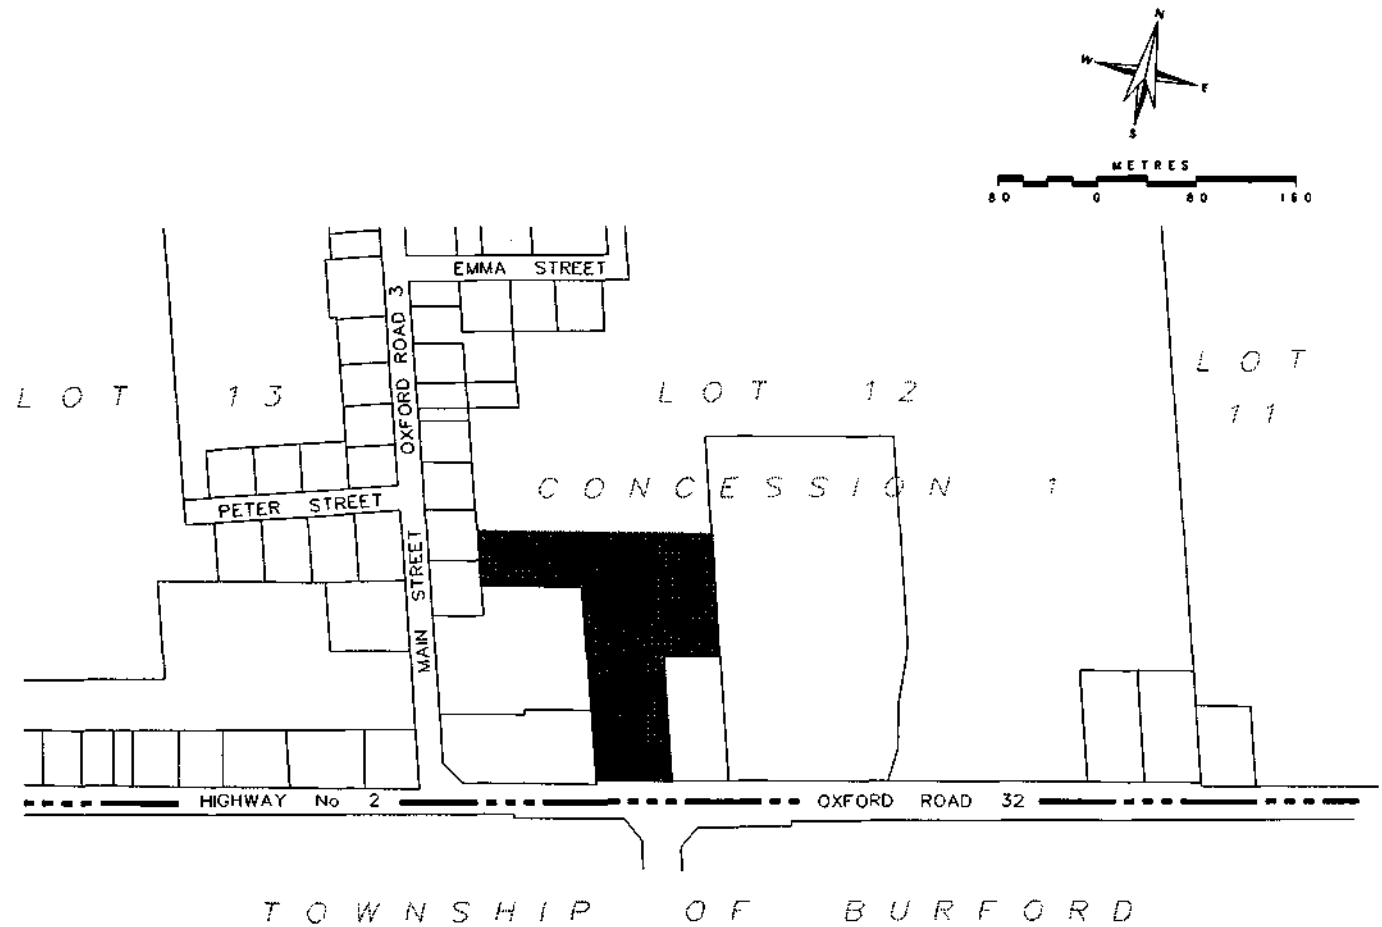 N
W E
S
METRES
80 0 80 160
EMMA STREET
OXFORD ROAD 3
LOT 13
LOT 12
LOT
11
CONCESSION 1
PETER STREET
MAIN STREET
HIGHWAY No 2
OXFORD ROAD 32
TOWNSHIP OF BURFORD